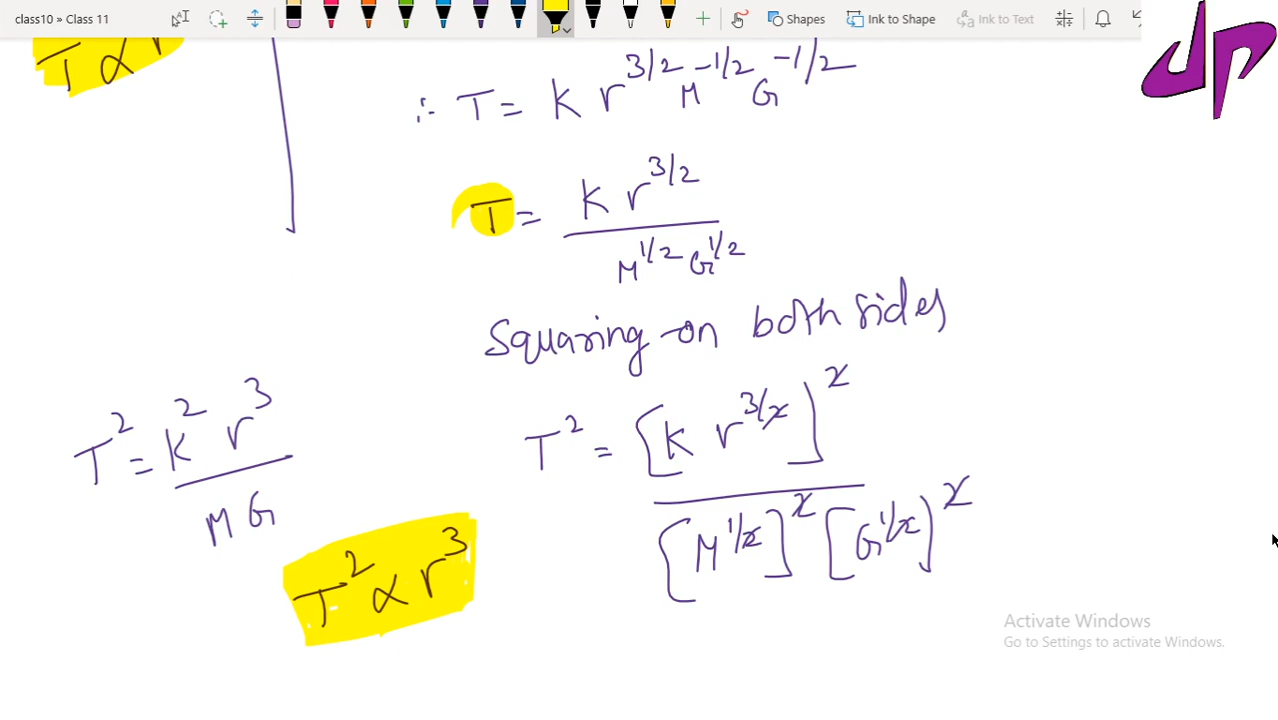 class10 » Class 11
Shapes
Ink to Shape
Ink to Text
dp
T ∝ r
∴ T = K r^3/2 M^-1/2 G^-1/2
T = K r^3/2
M^1/2 G^1/2
Squaring on both sides
T^2 = [K r^3/2]^2
[M^1/2]^2 [G^1/2]^2
T^2 = K^2 r^3
MG
T^2 ∝ r^3
Activate Windows
Go to Settings to activate Windows.